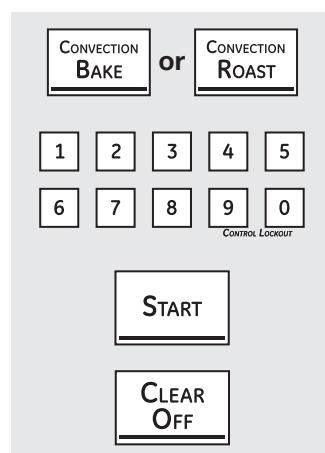 CONVECTION CONVECTION
BAKE or ROAST
1 2 3 4 5
6 7 8 9 0
CONTROL LOCKOUT
START
CLEAR
OFF